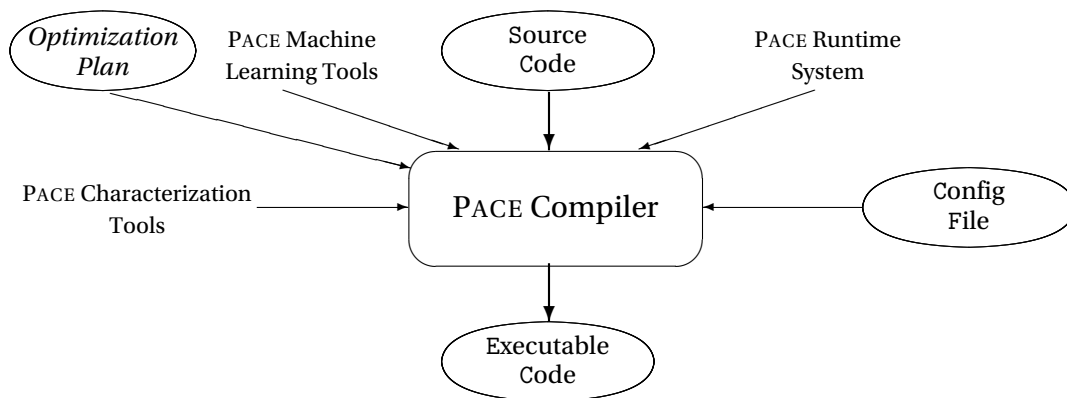 Optimization
Plan
PACE Machine
Learning Tools
Source
Code
PACE Runtime
System
PACE Characterization
Tools
PACE Compiler
Config
File
Executable
Code